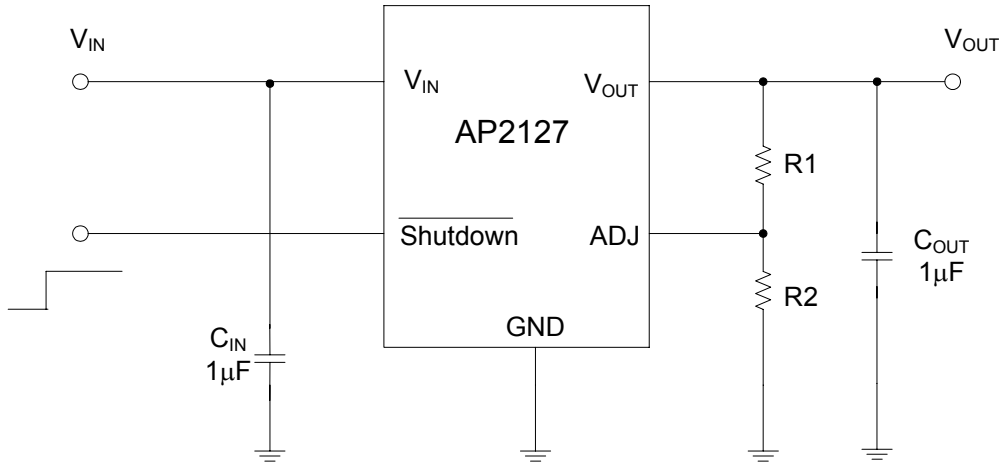 V_IN
V_OUT
V_IN
V_OUT
AP2127
R1
Shutdown
ADJ
C_OUT
1μF
R2
GND
C_IN
1μF